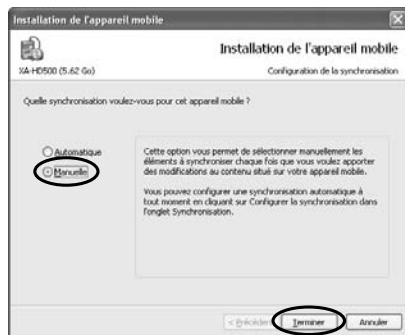 Installation de l'appareil mobile
Installation de l'appareil mobile
XA-HD500 (5.62 Go)
Configuration de la synchronisation
Quelle synchronisation voulez-vous pour cet appareil mobile ?
Automatique
Manuelle
Cette option vous permet de sélectionner manuellement les
éléments à synchroniser chaque fois que vous voulez apporter
des modifications au contenu situé sur votre appareil mobile.
Vous pouvez configurer une synchronisation automatique à
tout moment en cliquant sur Configurer la synchronisation dans
l'onglet Synchronisation.
< Précédent
Terminer
Annuler